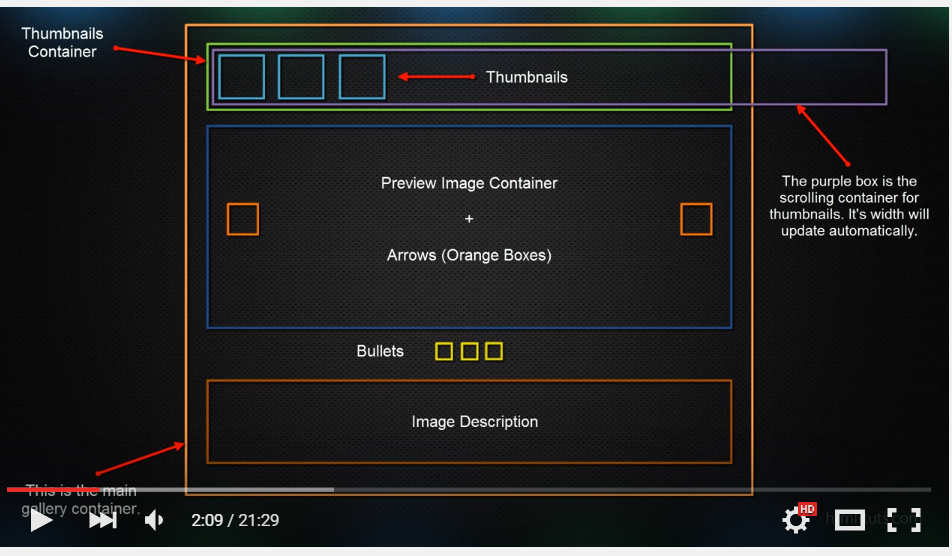 Thumbnails
Container
Thumbnails
The purple box is the
scrolling container for
thumbnails. It's width will
update automatically.
Preview Image Container
+
Arrows (Orange Boxes)
Bullets
Image Description
This is the main
gallery container.
2:09 / 21:29
HD